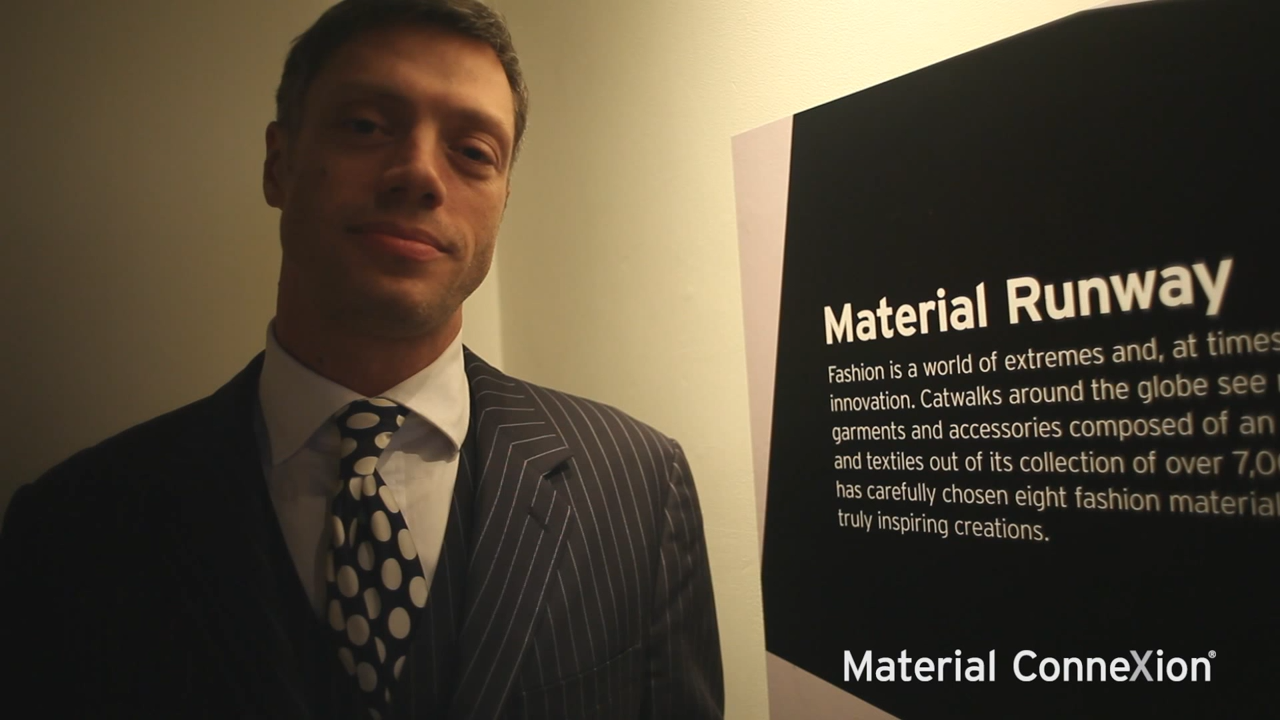 Material Runway
Fashion is a world of extremes and, at times
innovation. Catwalks around the globe see
garments and accessories composed of an
and textiles out of its collection of over 7,0
has carefully chosen eight fashion material
truly inspiring creations.
Material ConneXion®